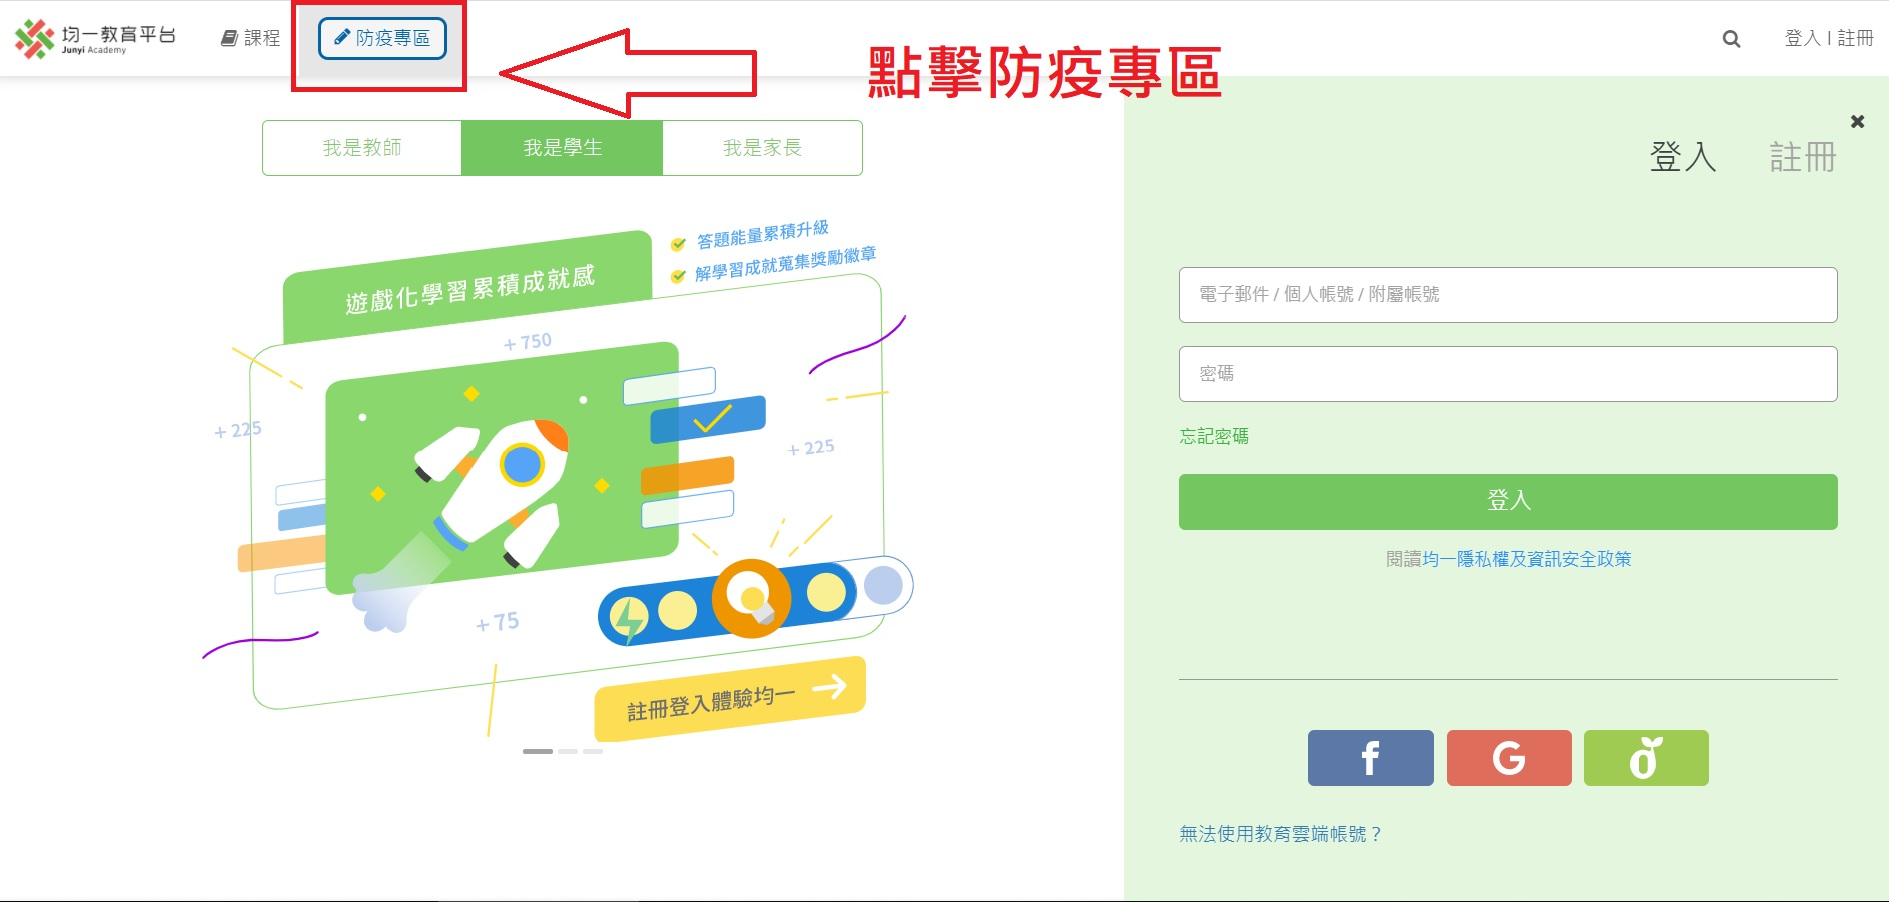 均一教育平台
Junyi Academy
課程
防疫專區
點擊防疫專區
登入 | 註冊
我是教師
我是學生
我是家長
遊戲化學習累積成就感
答題能量累積升級
解學習成就蒐集獎勵徽章
+ 750
+ 225
+ 225
+ 75
註冊登入體驗均一
登入
註冊
電子郵件 / 個人帳號 / 附屬帳號
密碼
忘記密碼
登入
閱讀均一隱私權及資訊安全政策
f
G
無法使用教育雲端帳號？